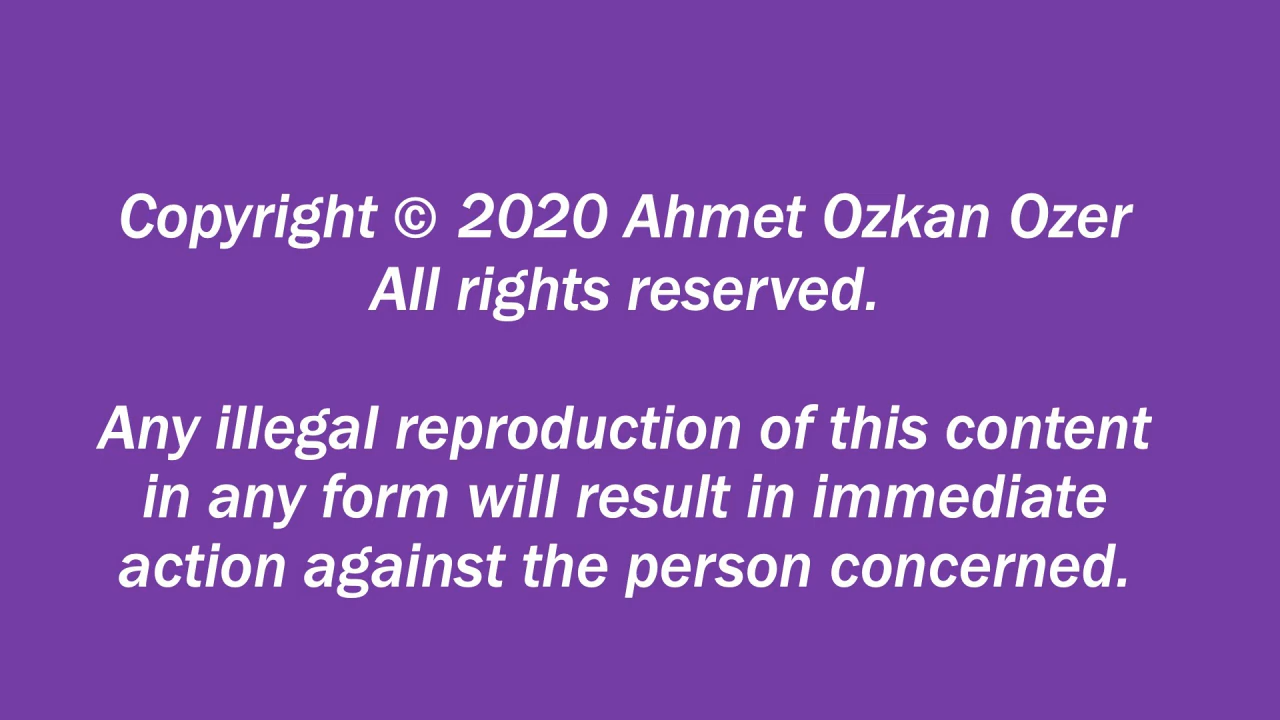 Copyright © 2020 Ahmet Ozkan Ozer
All rights reserved.
Any illegal reproduction of this content
in any form will result in immediate
action against the person concerned.